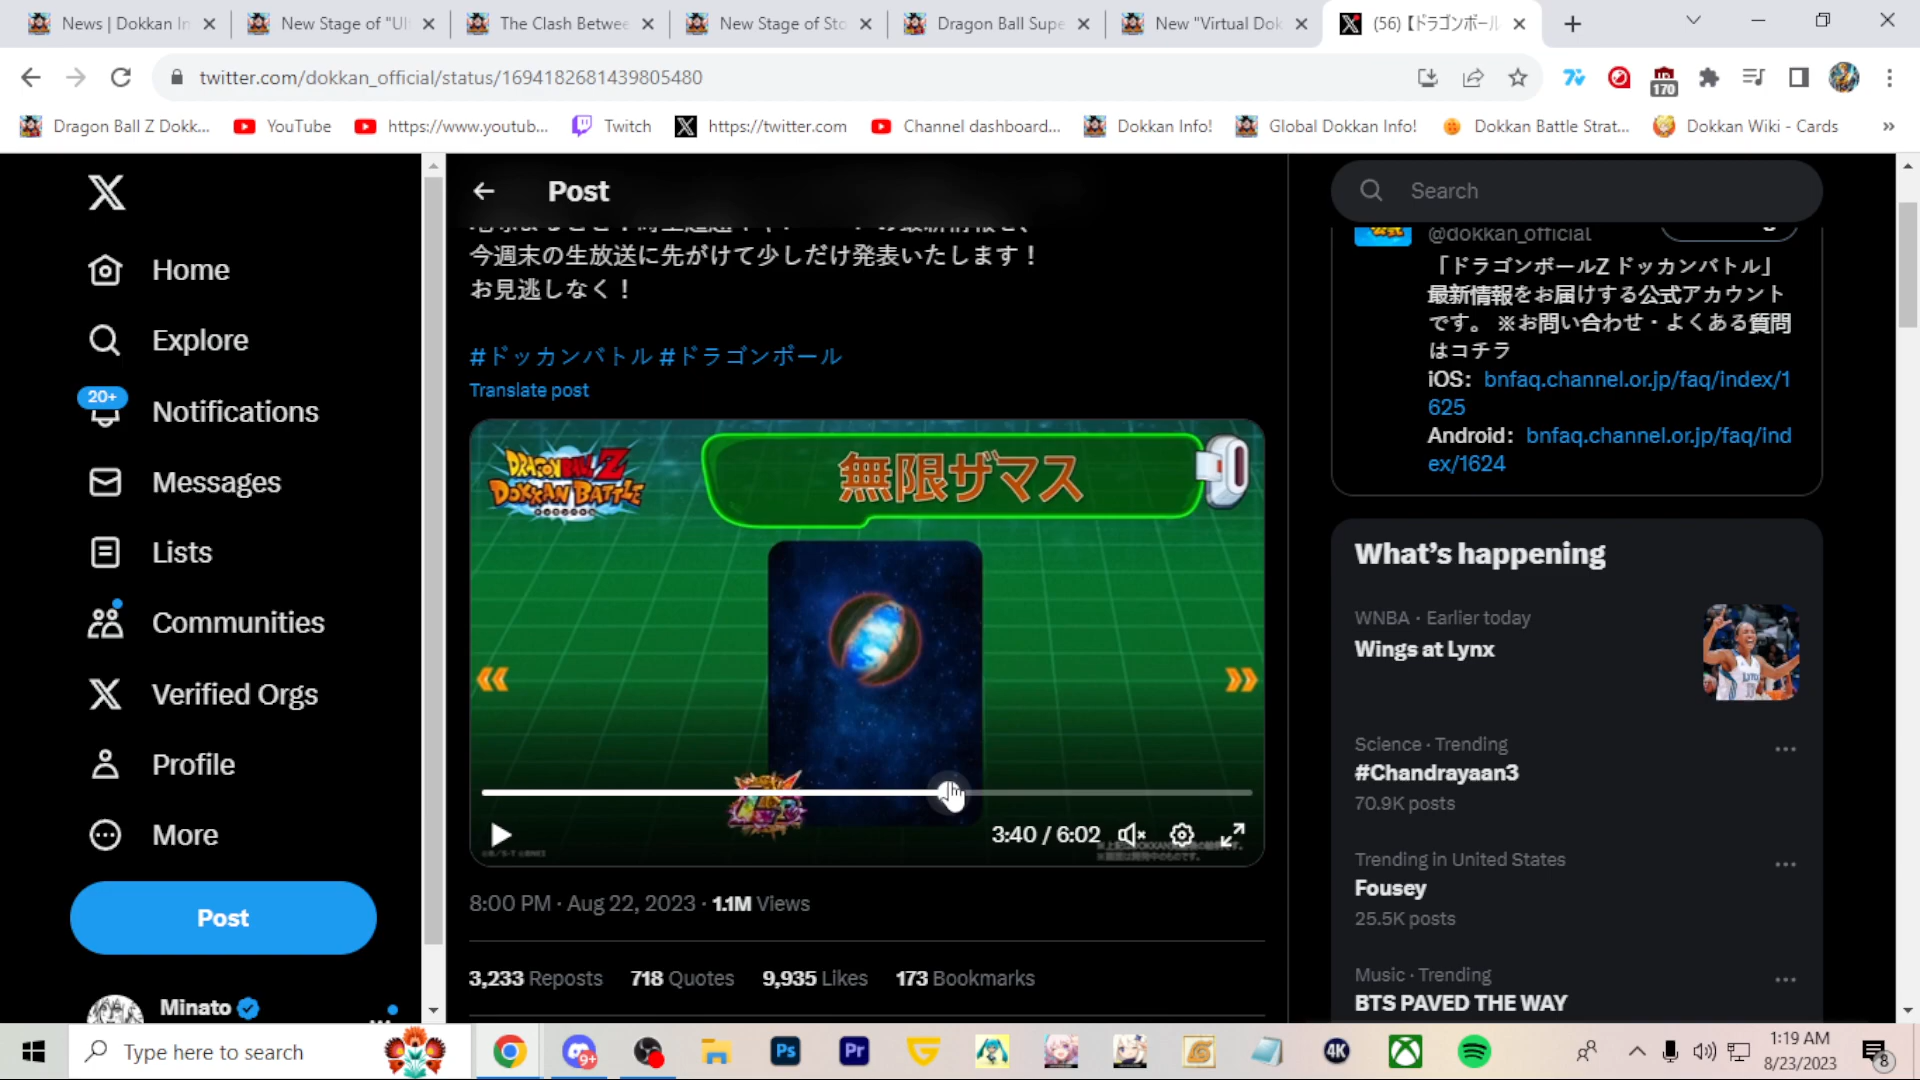 News | Dokkan In
New Stage of "Ul
The Clash Betwee
New Stage of Sto
Dragon Ball Supe
New "Virtual Dok
(56)【ドラゴンボール
twitter.com/dokkan_official/status/1694182681439805480
170
Dragon Ball Z Dokk...
YouTube
https://www.youtub...
Twitch
https://twitter.com
Channel dashboard...
Dokkan Info!
Global Dokkan Info!
Dokkan Battle Strat...
Dokkan Wiki - Cards
Home
Explore
20+
Notifications
Messages
Lists
Communities
Verified Orgs
Profile
More
Post
Minato
Post
今週末の生放送に先がけて少しだけ発表いたします！
お見逃しなく！
#ドッカンバトル #ドラゴンボール
Translate post
DRAGON BALL Z
DOKKAN BATTLE
無限ザマス
LR
3:40 / 6:02
8:00 PM · Aug 22, 2023 · 1.1M Views
3,233 Reposts 718 Quotes 9,935 Likes 173 Bookmarks
Search
@dokkan_official
「ドラゴンボールZ ドッカンバトル」
最新情報をお届けする公式アカウント
です。 ※お問い合わせ・よくある質問
はコチラ
iOS: bnfaq.channel.or.jp/faq/index/1
625
Android: bnfaq.channel.or.jp/faq/ind
ex/1624
What's happening
WNBA · Earlier today
Wings at Lynx
Science · Trending
#Chandrayaan3
70.9K posts
Trending in United States
Fousey
25.5K posts
Music · Trending
BTS PAVED THE WAY
Type here to search
9+
Ps
Pr
4K
1:19 AM
8/23/2023
8